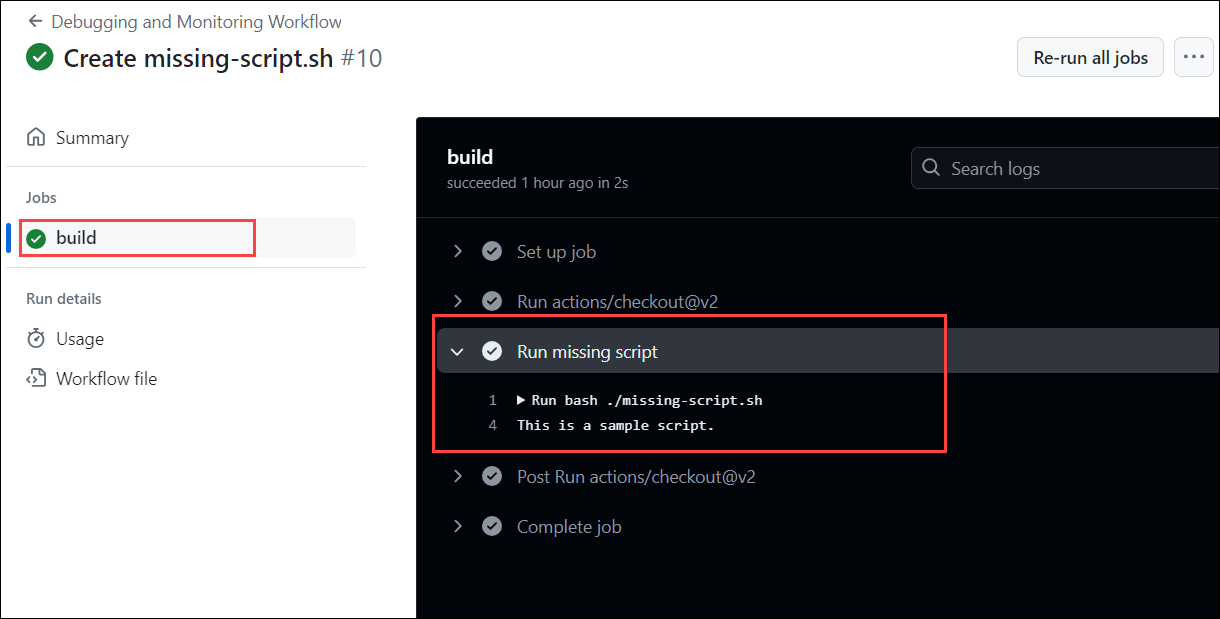 Debugging and Monitoring Workflow
Create missing-script.sh #10
Re-run all jobs
Summary
Jobs
build
Run details
Usage
Workflow file
build
succeeded 1 hour ago in 2s
Search logs
Set up job
Run actions/checkout@v2
Run missing script
1 Run bash ./missing-script.sh
4 This is a sample script.
Post Run actions/checkout@v2
Complete job